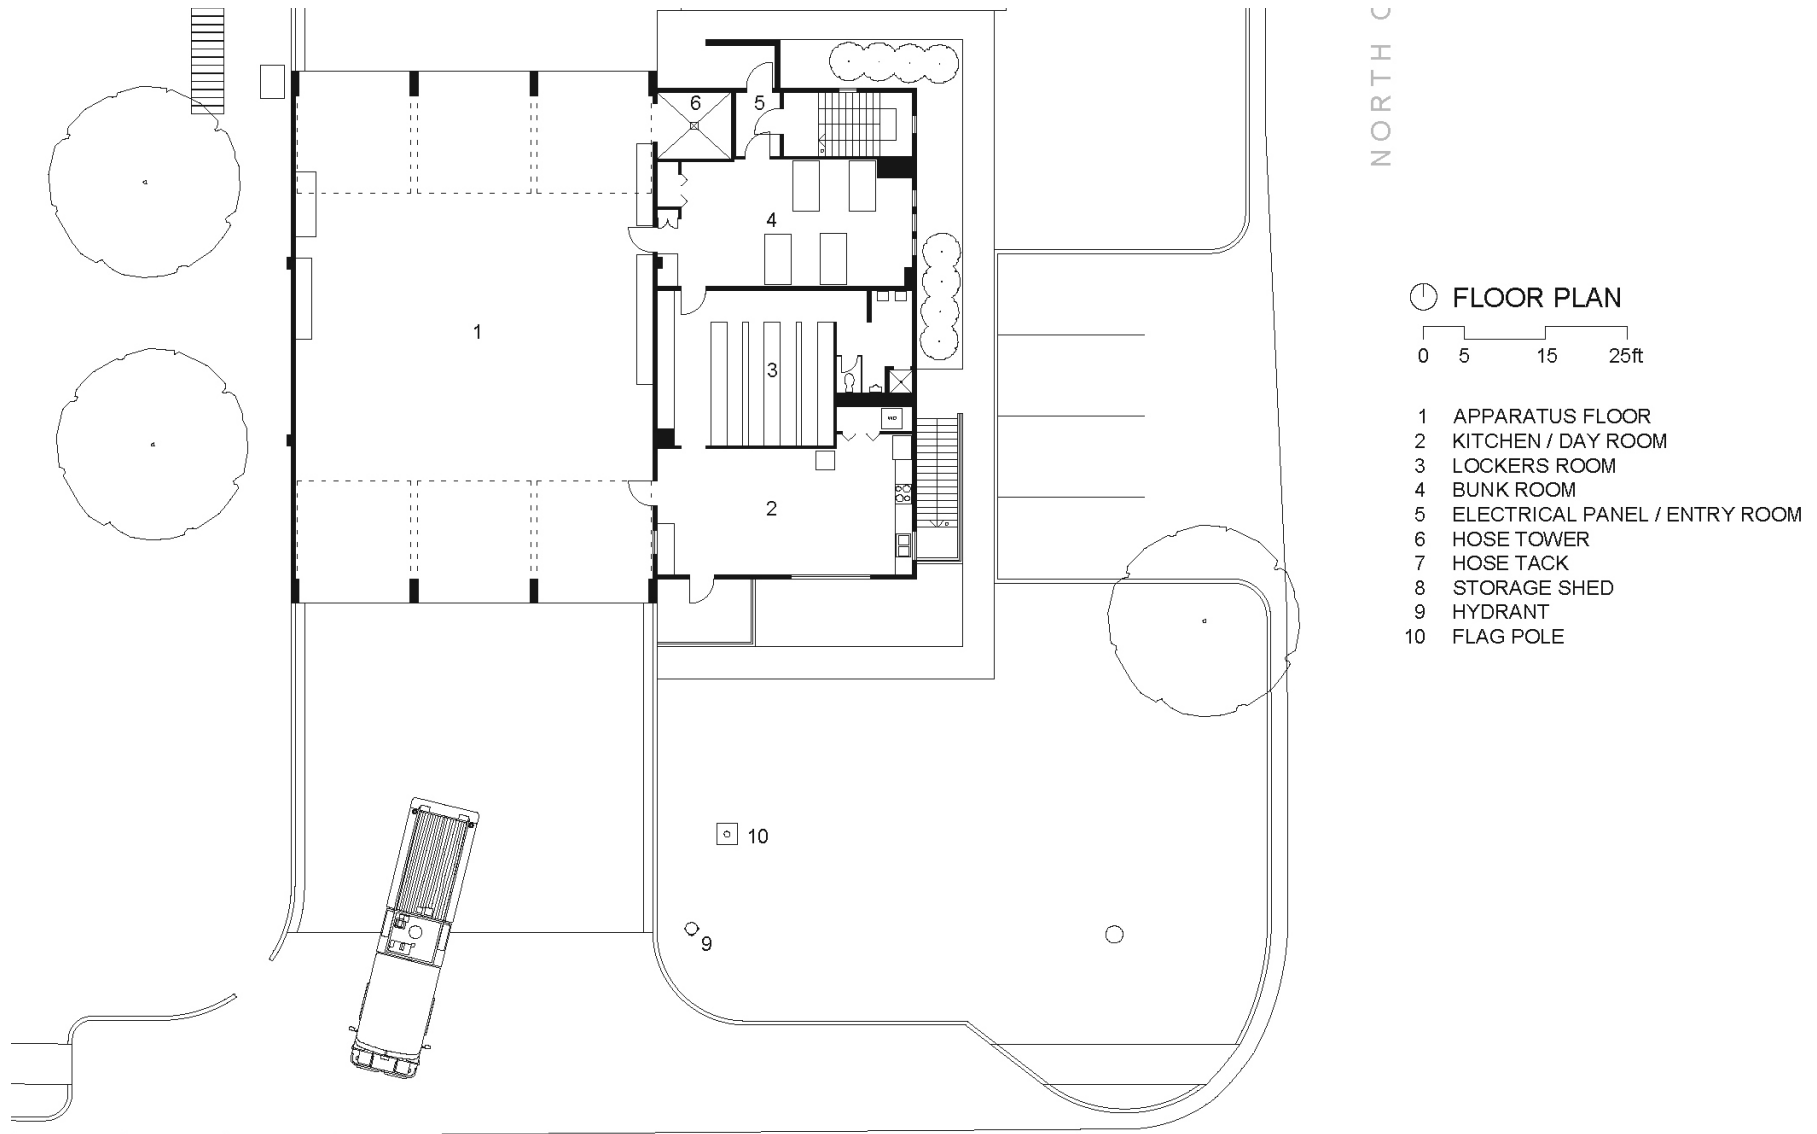 NORTH C
6
5
4
1
3
2
10
9
FLOOR PLAN
0 5 15 25ft
1 APPARATUS FLOOR
2 KITCHEN / DAY ROOM
3 LOCKERS ROOM
4 BUNK ROOM
5 ELECTRICAL PANEL / ENTRY ROOM
6 HOSE TOWER
7 HOSE TACK
8 STORAGE SHED
9 HYDRANT
10 FLAG POLE